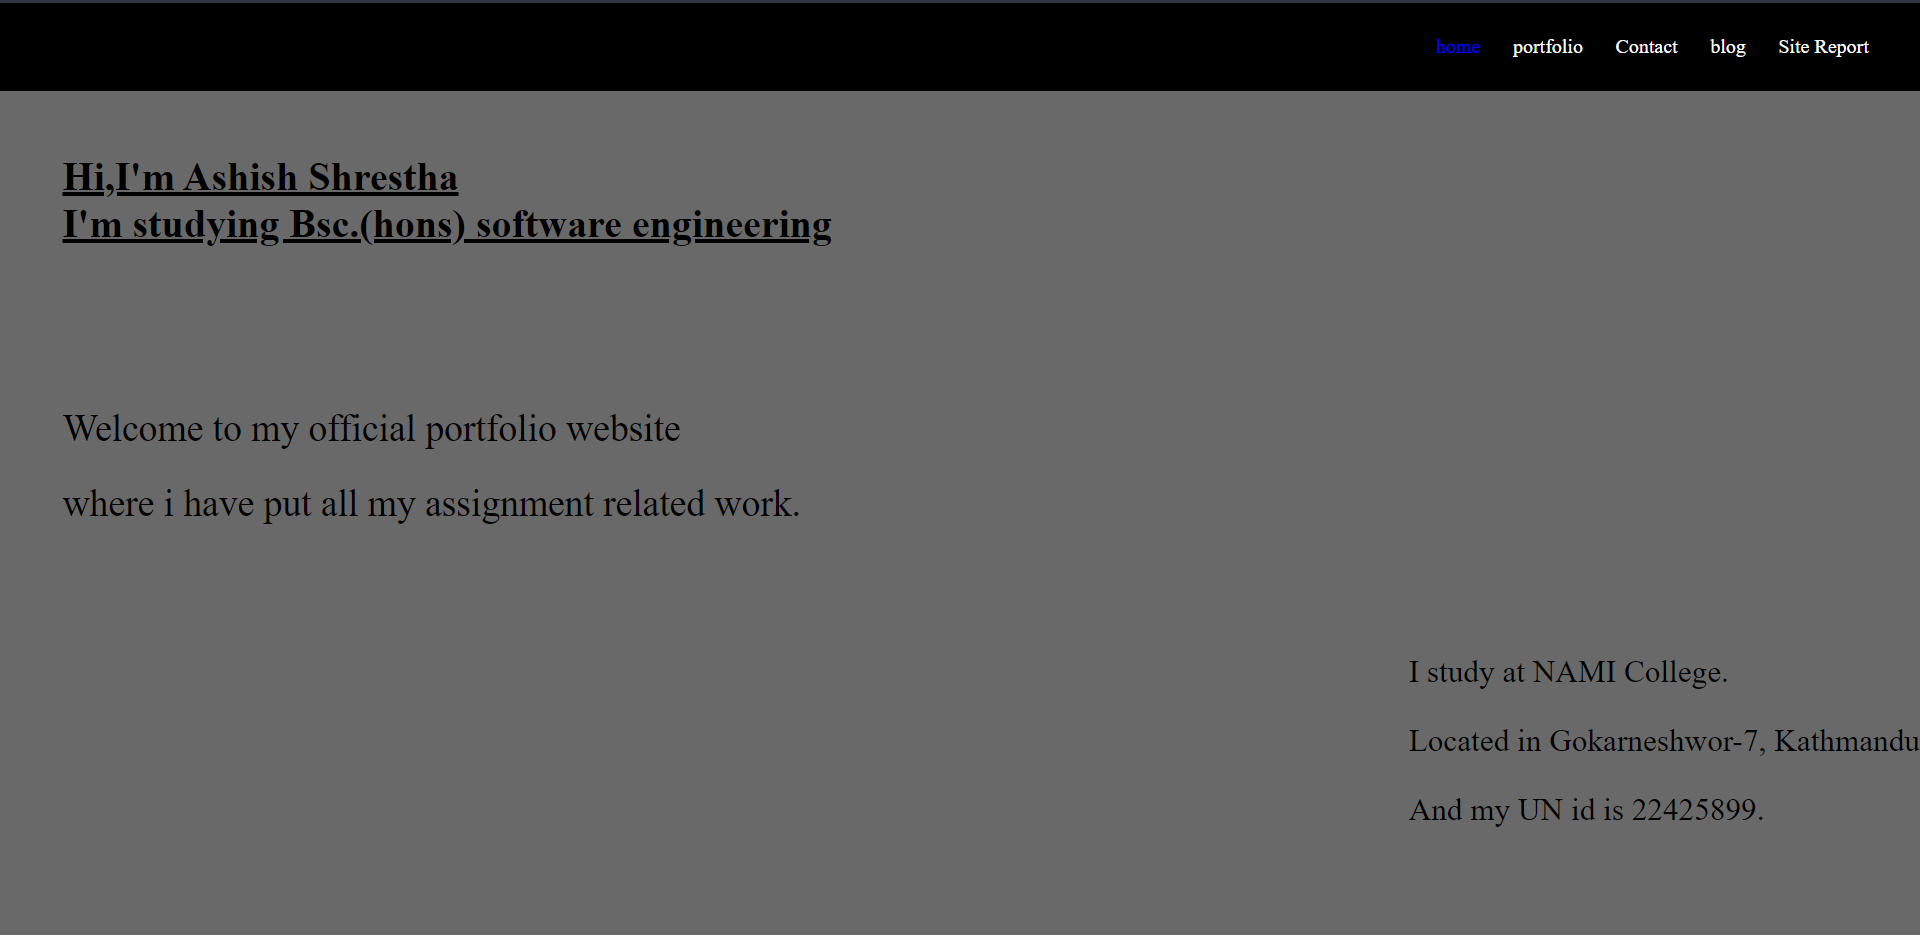 home portfolio Contact blog Site Report
Hi,I'm Ashish Shrestha
I'm studying Bsc.(hons) software engineering
Welcome to my official portfolio website
where i have put all my assignment related work.
I study at NAMI College.
Located in Gokarneshwor-7, Kathmandu
And my UN id is 22425899.